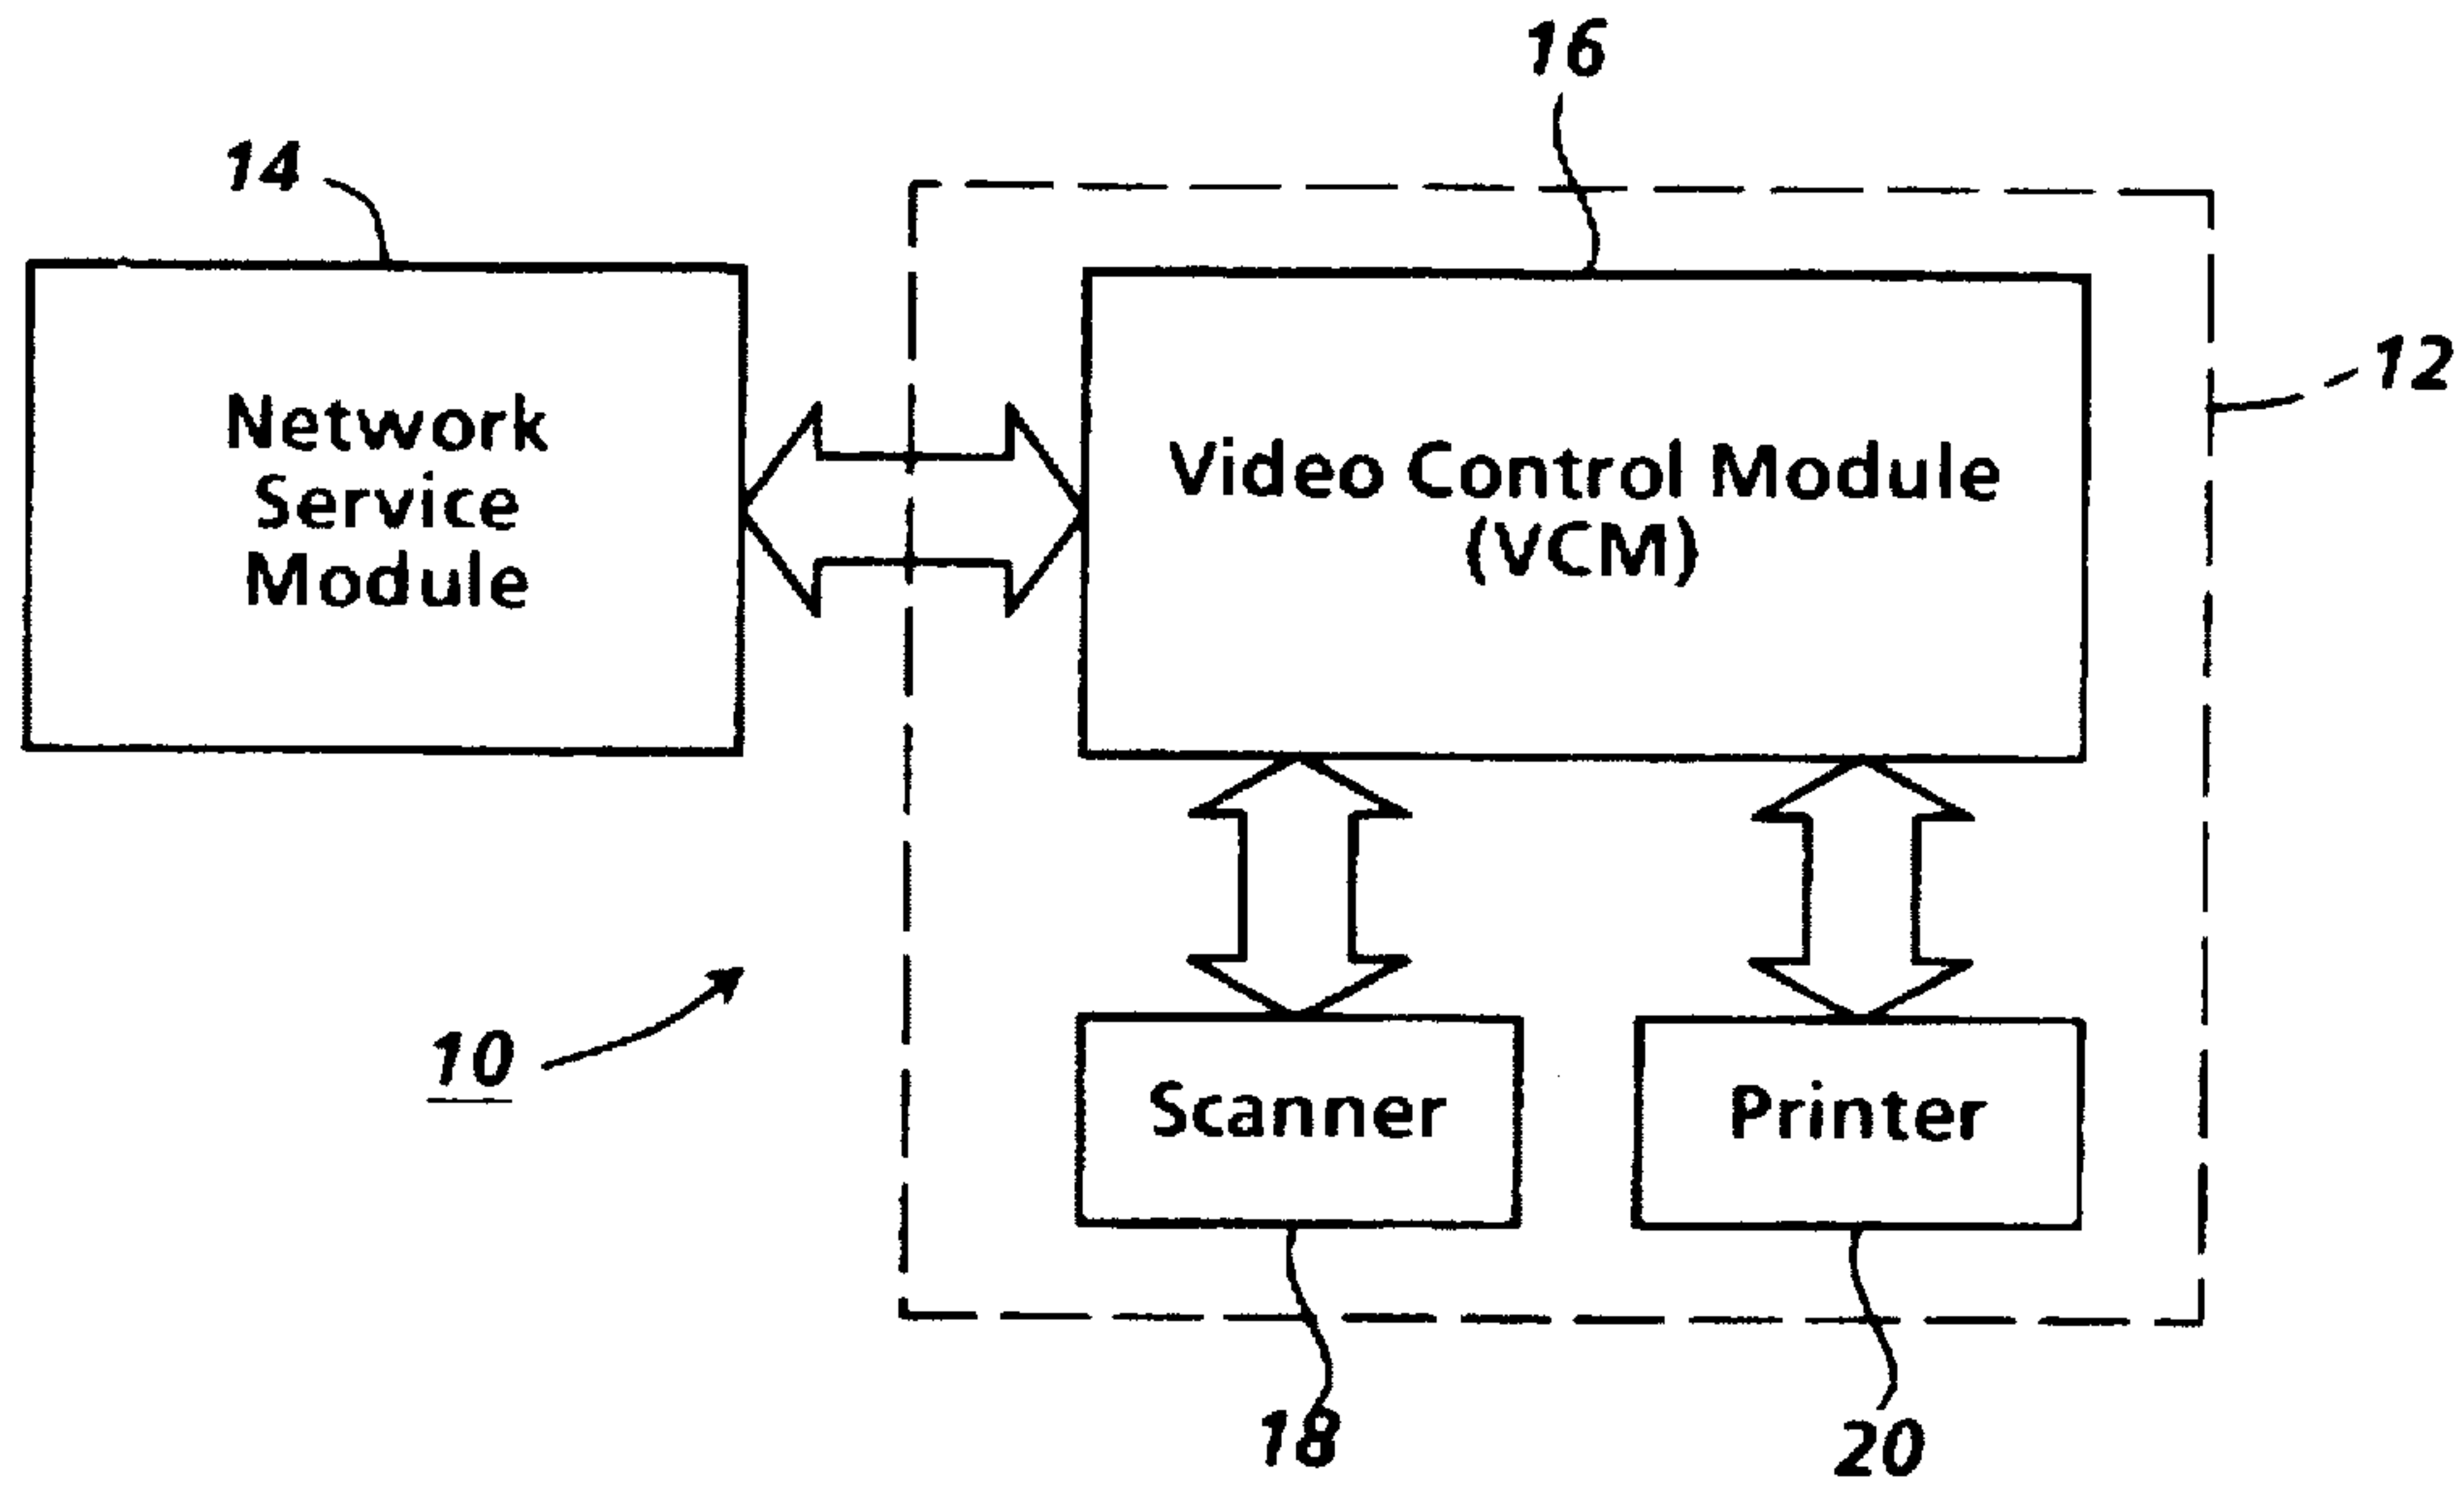 16
14
12
Network
Service
Module
Video Control Module
(VCM)
10
Scanner
Printer
18
20